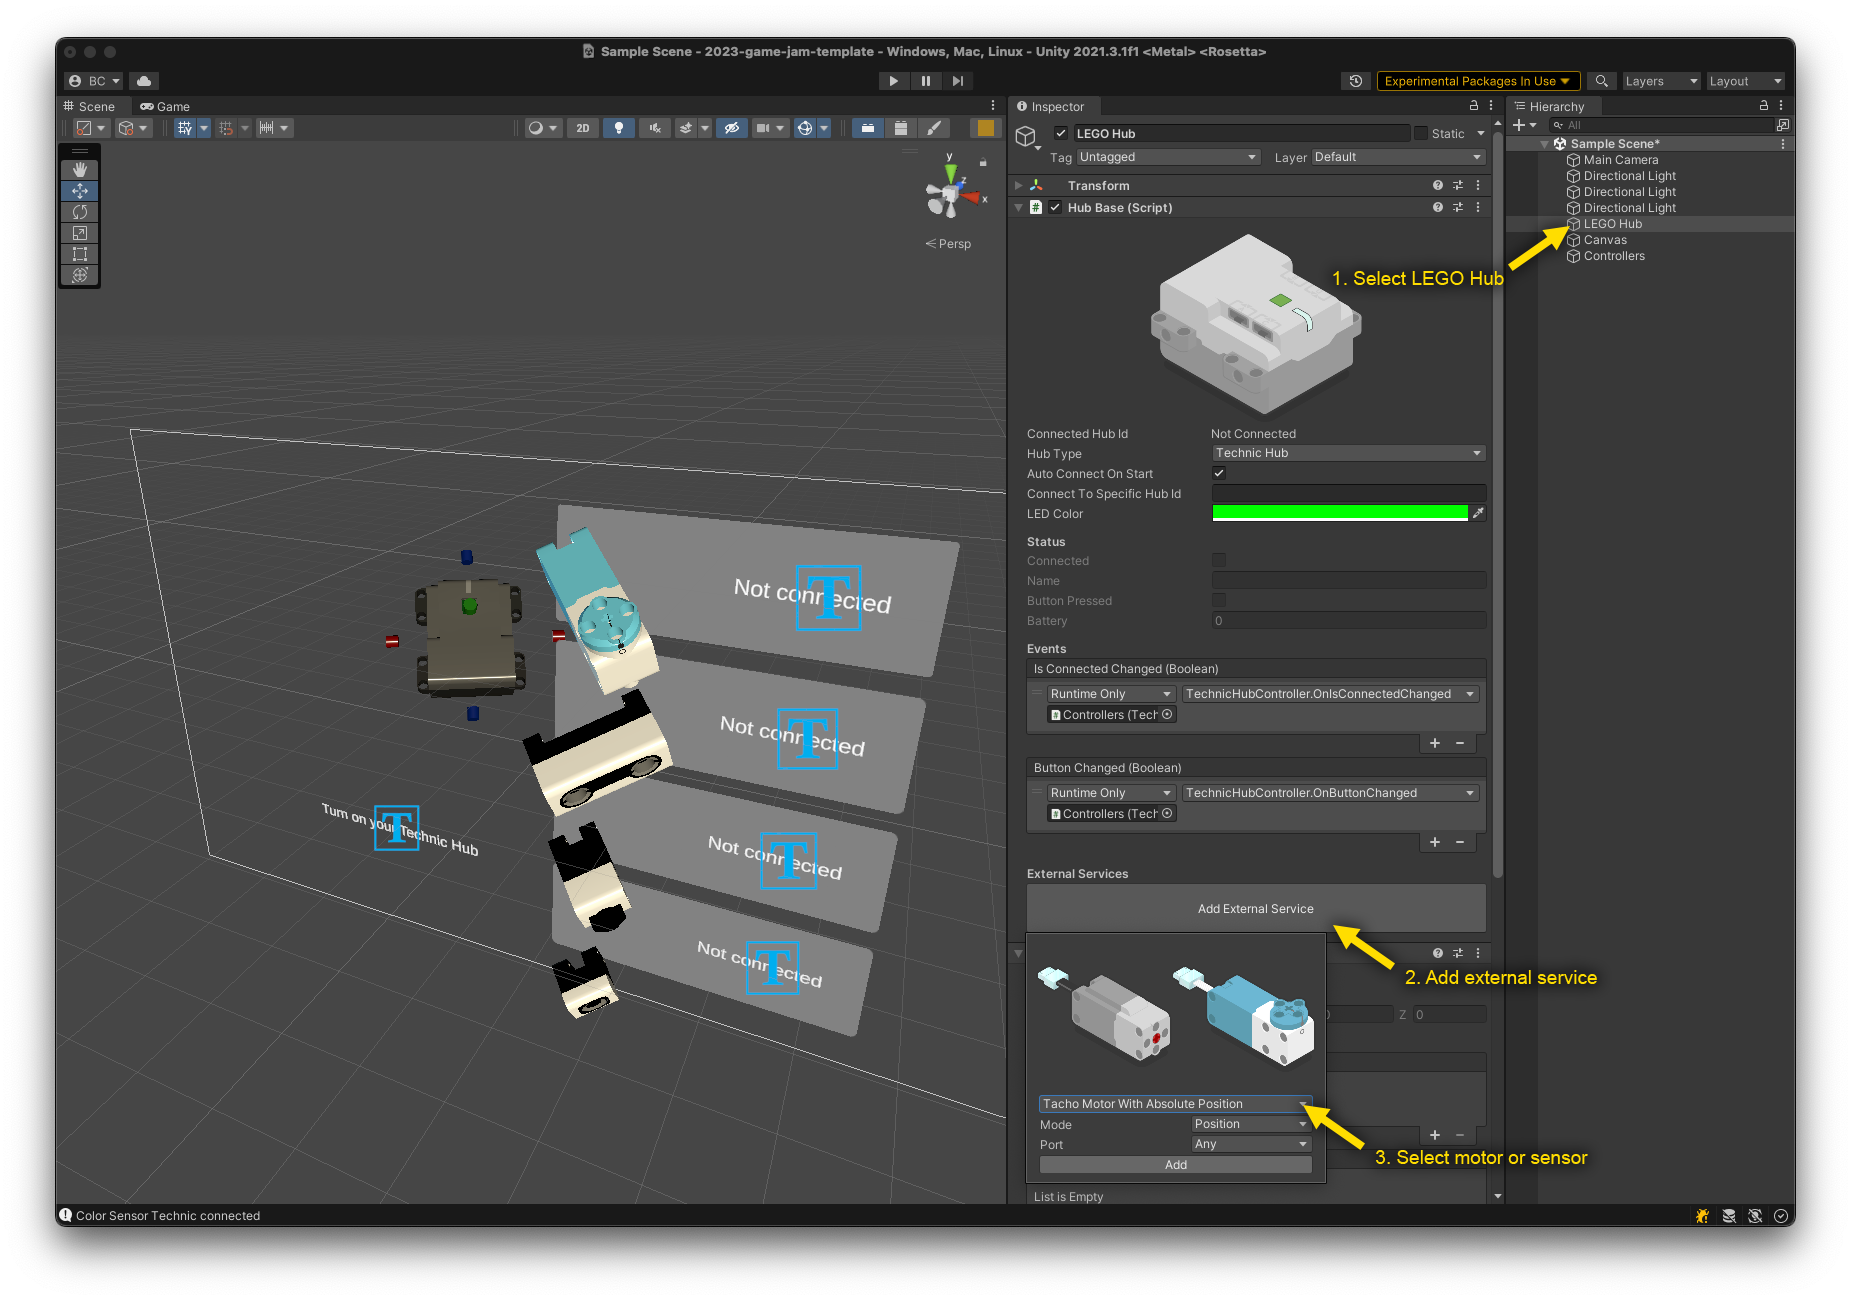 Sample Scene - 2023-game-jam-template - Windows, Mac, Linux - Unity 2021.3.1f1 <Metal> <Rosetta>
BC
Experimental Packages In Use
Layers
Layout
Scene
Game
2D
y
z
x
Persp
Not connected
T
Not connected
T
Not connected
T
Not connected
T
Turn on your Technic Hub
T
Inspector
LEGO Hub
Static
Tag Untagged
Layer Default
Transform
# Hub Base (Script)
Connected Hub Id Not Connected
Hub Type Technic Hub
Auto Connect On Start
Connect To Specific Hub Id
LED Color
Status
Connected
Name
Button Pressed
Battery 0
Events
Is Connected Changed (Boolean)
Runtime Only TechnicHubController.OnIsConnectedChanged
Controllers (Tech
+ -
Button Changed (Boolean)
Runtime Only TechnicHubController.OnButtonChanged
Controllers (Tech
+ -
External Services
Add External Service
Z 0
Tacho Motor With Absolute Position
Mode Position
Port Any
Add
+ -
List is Empty
Hierarchy
All
Sample Scene*
Main Camera
Directional Light
Directional Light
Directional Light
LEGO Hub
Canvas
Controllers
1. Select LEGO Hub
2. Add external service
3. Select motor or sensor
Color Sensor Technic connected